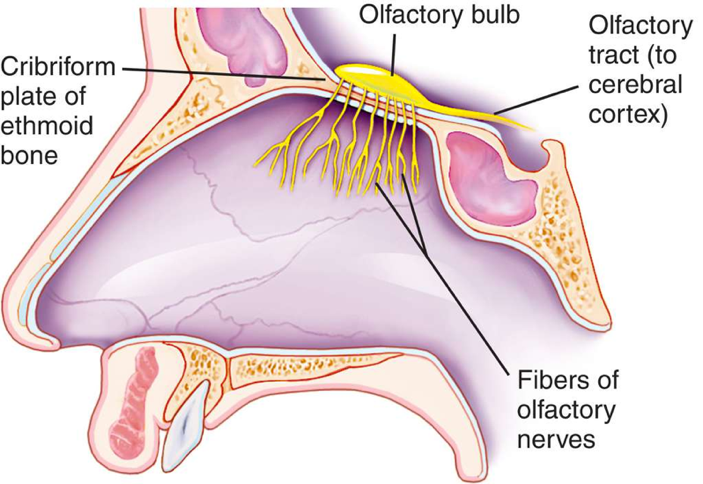 Olfactory bulb
Olfactory
tract (to
cerebral
cortex)
Cribriform
plate of
ethmoid
bone
Fibers of
olfactory
nerves